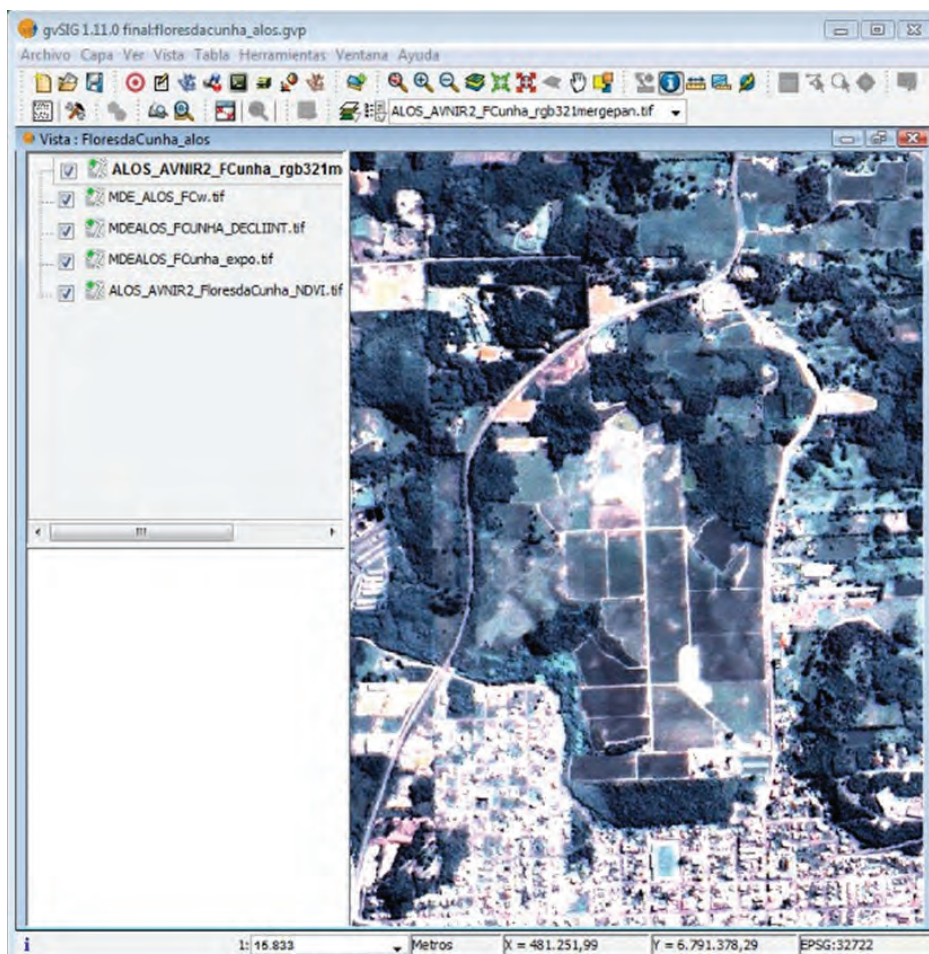 gvSIG 1.11.0 final:floresdacunha_alos.gvp
Archivo Capa Ver Vista Tabla Herramientas Ventana Ayuda
ALOS_AVNIR2_FCunha_rgb321mergepan.tif
Vista : FloresdaCunha_alos
ALOS_AVNIR2_FCunha_rgb321m
MDE_ALOS_FCw.tif
MDEALOS_FCUNHA_DECLIINT.tif
MDEALOS_FCunha_expo.tif
ALOS_AVNIR2_FloresdaCunha_NDVI.tif
1: 16.833 Metros X = 481.251,99 Y = 6.791.378,29 EPSG:32722